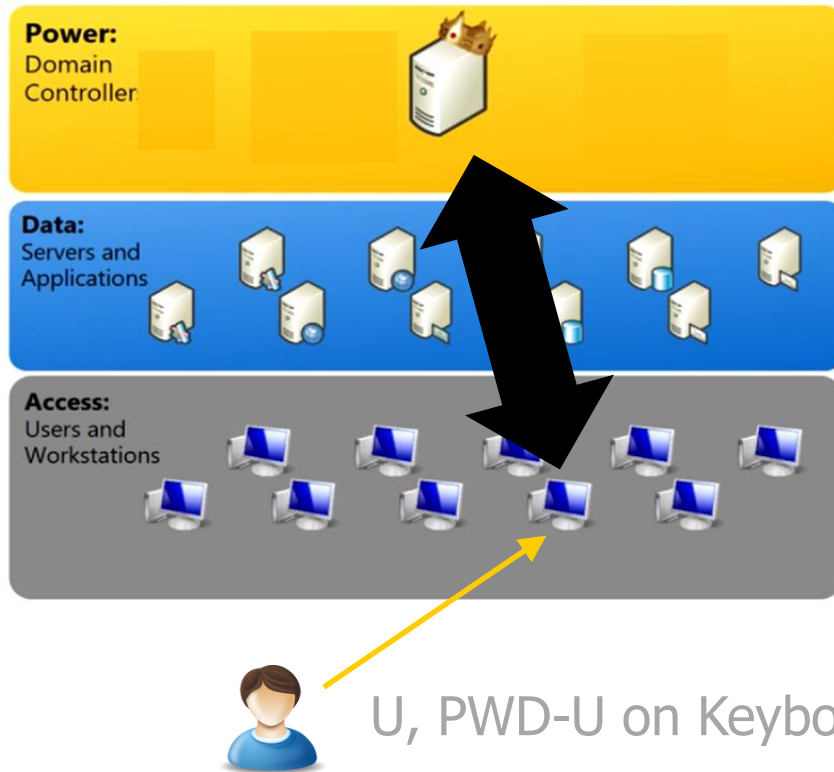 Power:
Domain
Controller
Data:
Servers and
Applications
Access:
Users and
Workstations
U, PWD-U on Keybo